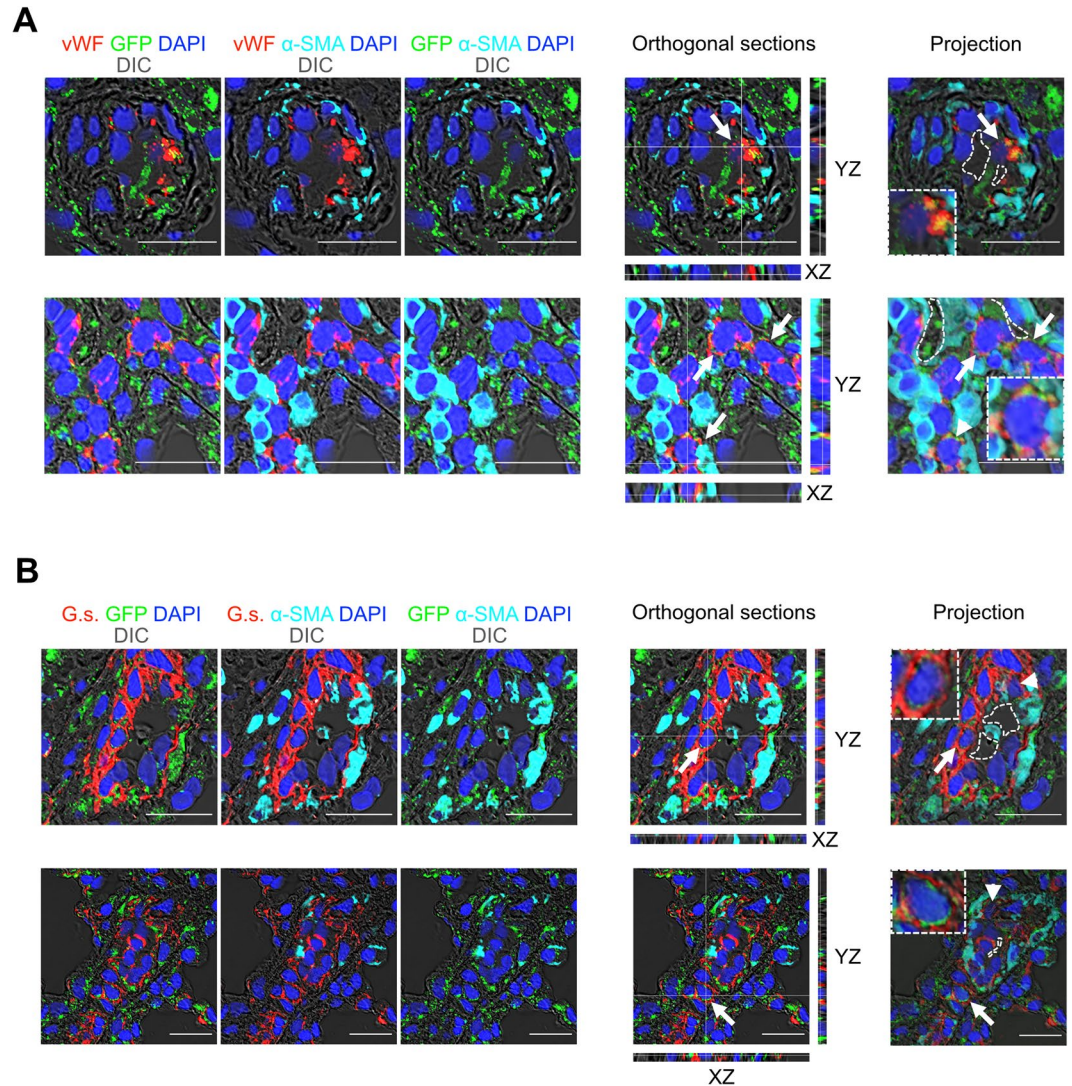 A
vWF GFP DAPI
DIC
vWF α-SMA DAPI
DIC
GFP α-SMA DAPI
DIC
Orthogonal sections
Projection
YZ
XZ
YZ
XZ
B
G.s. GFP DAPI
DIC
G.s. α-SMA DAPI
DIC
GFP α-SMA DAPI
DIC
Orthogonal sections
Projection
YZ
XZ
YZ
XZ